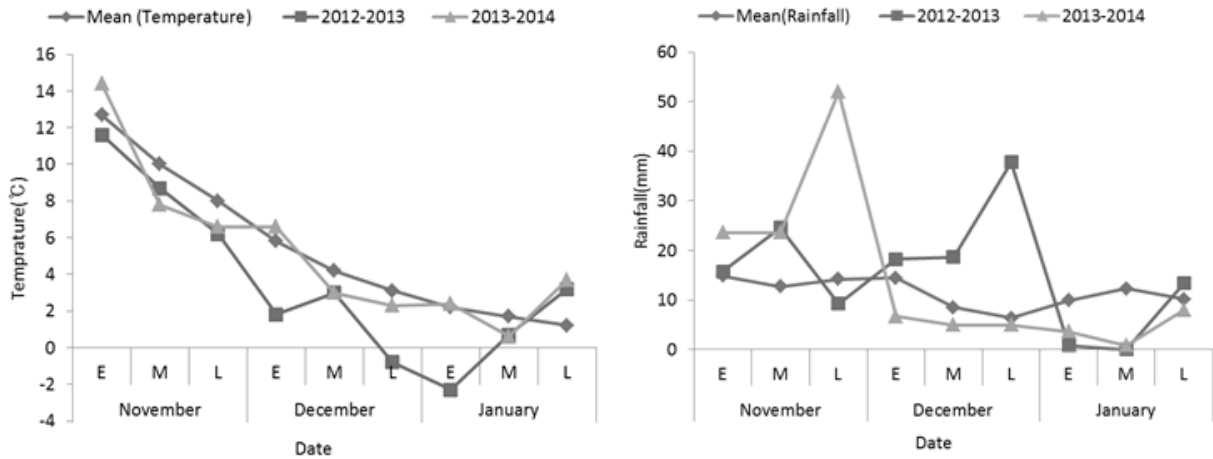 Mean (Temperature) 2012-2013 2013-2014
Temprature(℃)
16
14
12
10
8
6
4
2
0
-2
-4
E M L E M L E M L
November December January
Date
Mean(Rainfall) 2012-2013 2013-2014
Rainfall(mm)
60
50
40
30
20
10
0
E M L E M L E M L
November December January
Date